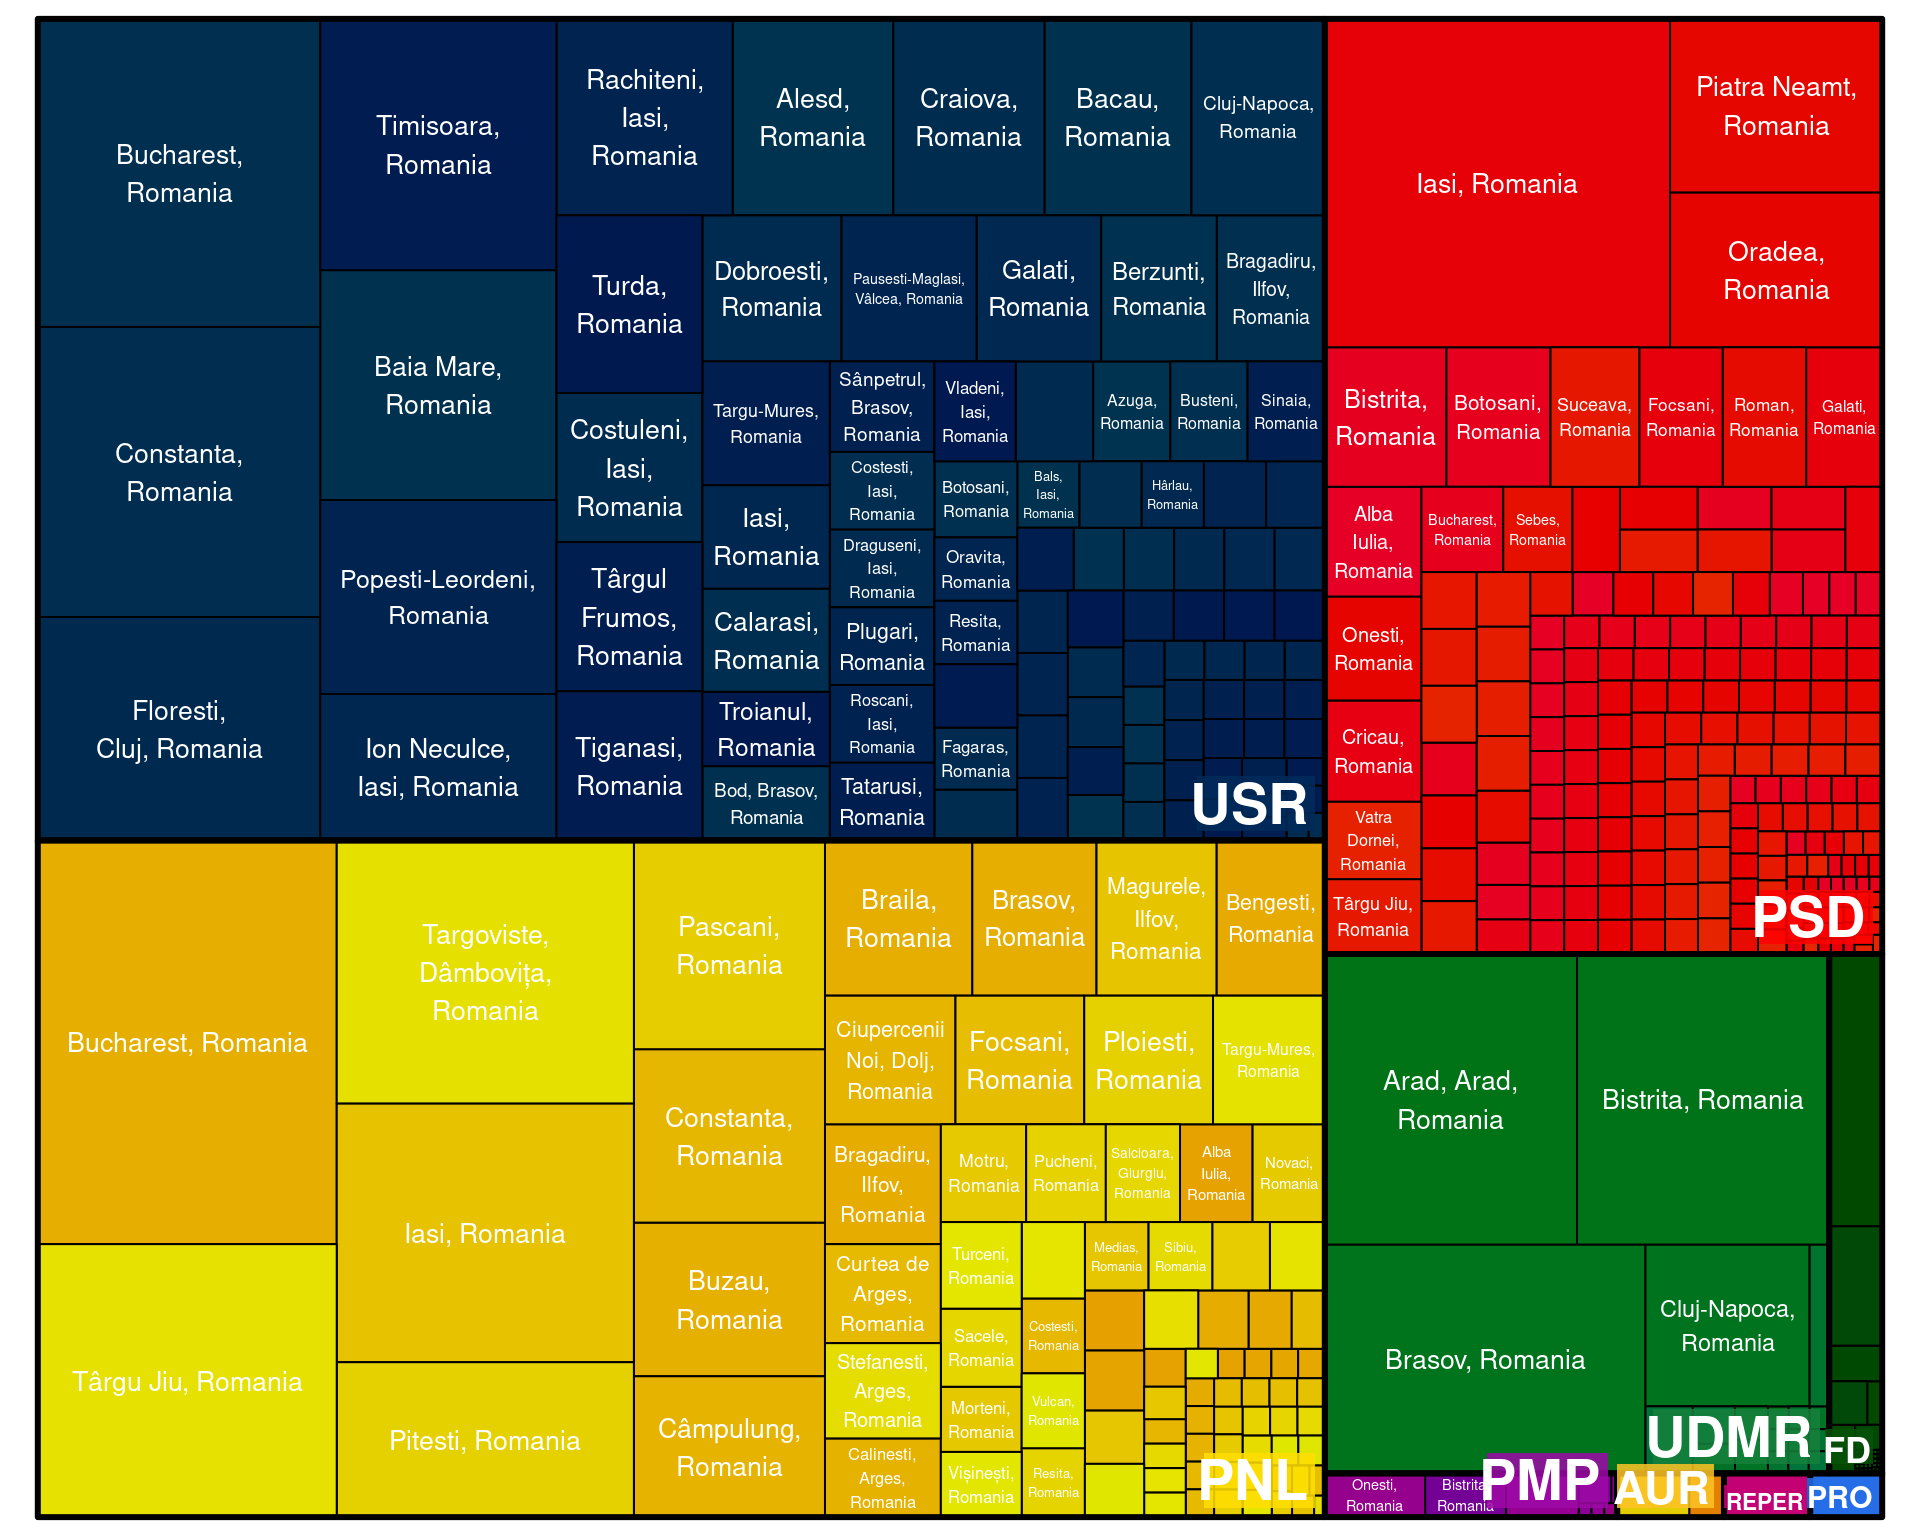 Bucharest,
Romania
Constanta,
Romania
Floresti,
Cluj, Romania
Timisoara,
Romania
Baia Mare,
Romania
Popesti-Leordeni,
Romania
Ion Neculce,
Iasi, Romania
Rachiteni,
Iasi,
Romania
Alesd,
Romania
Craiova,
Romania
Bacau,
Romania
Cluj-Napoca,
Romania
Turda,
Romania
Costuleni,
Iasi,
Romania
Târgul
Frumos,
Romania
Tiganasi,
Romania
Dobroesti,
Romania
Pausesti-Maglasi,
Vâlcea, Romania
Galati,
Romania
Berzunti,
Romania
Bragadiru,
Ilfov,
Romania
Targu-Mures,
Romania
Iasi,
Romania
Calarasi,
Romania
Troianul,
Romania
Bod, Brasov,
Romania
Sânpetrul,
Brasov,
Romania
Costesti,
Iasi,
Romania
Draguseni,
Iasi,
Romania
Plugari,
Romania
Roscani,
Iasi,
Romania
Tatarusi,
Romania
Vladeni,
Iasi,
Romania
Azuga,
Romania
Busteni,
Romania
Sinaia,
Romania
Botosani,
Romania
Bals,
Iasi,
Romania
Hârlau,
Romania
Oravita,
Romania
Resita,
Romania
Fagaras,
Romania
USR
Iasi, Romania
Piatra Neamt,
Romania
Oradea,
Romania
Bistrita,
Romania
Botosani,
Romania
Suceava,
Romania
Focsani,
Romania
Roman,
Romania
Galati,
Romania
Alba
Iulia,
Romania
Bucharest,
Romania
Sebes,
Romania
Onesti,
Romania
Cricau,
Romania
Vatra
Dornei,
Romania
Târgu Jiu,
Romania
PSD
Bucharest, Romania
Târgu Jiu, Romania
Targoviste,
Dâmbovița,
Romania
Iasi, Romania
Pitesti, Romania
Pascani,
Romania
Constanta,
Romania
Buzau,
Romania
Câmpulung,
Romania
Braila,
Romania
Brasov,
Romania
Magurele,
Ilfov,
Romania
Bengesti,
Romania
Ciupercenii
Noi, Dolj,
Romania
Focsani,
Romania
Ploiesti,
Romania
Targu-Mures,
Romania
Bragadiru,
Ilfov,
Romania
Curtea de
Arges,
Romania
Stefanesti,
Arges,
Romania
Calinesti,
Arges,
Romania
Motru,
Romania
Pucheni,
Romania
Salcioara,
Giurgiu,
Romania
Alba
Iulia,
Romania
Novaci,
Romania
Turceni,
Romania
Medias,
Romania
Sibiu,
Romania
Sacele,
Romania
Costesti,
Romania
Morteni,
Romania
Vulcan,
Romania
Vișinești,
Romania
Resita,
Romania
PNL
Arad, Arad,
Romania
Bistrita, Romania
Brasov, Romania
Cluj-Napoca,
Romania
UDMR
FD
Onesti,
Romania
Bistrita,
Romania
PMP
AUR
REPER
PRO